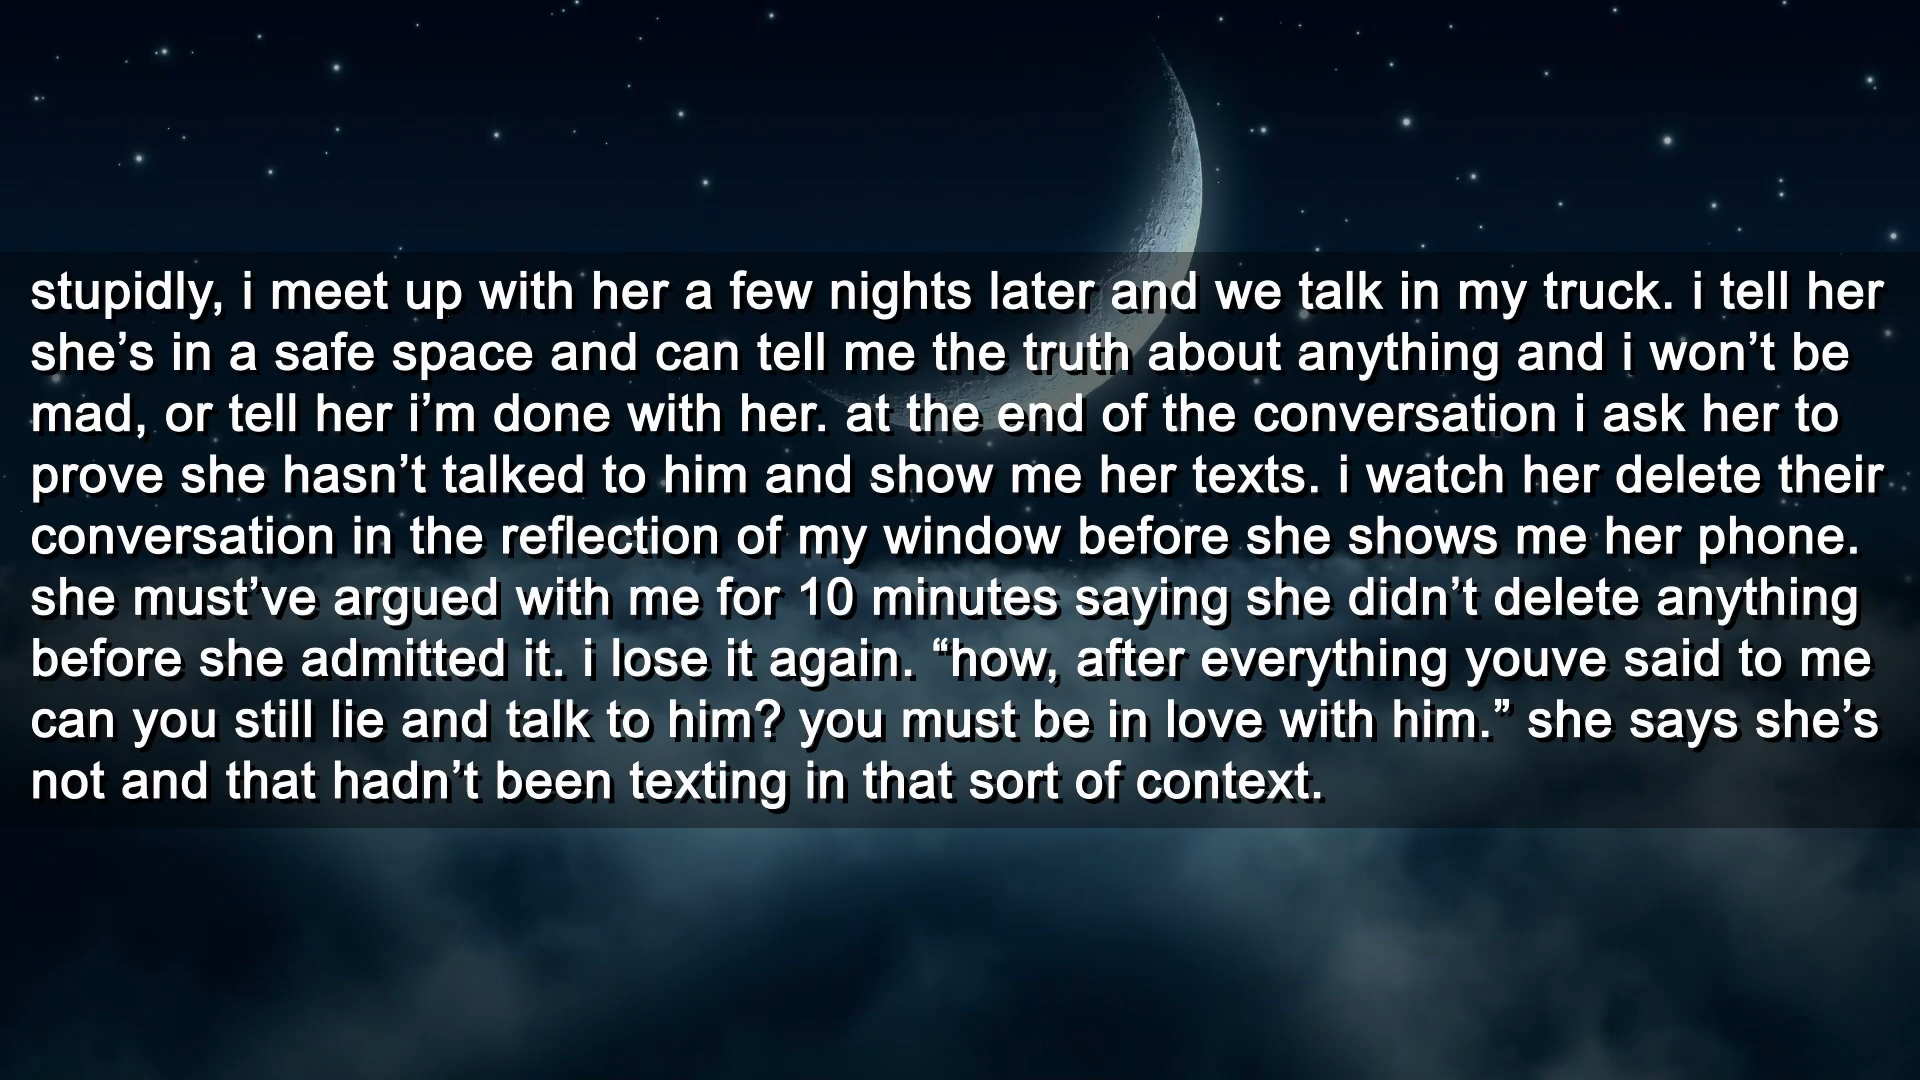 stupidly, i meet up with her a few nights later and we talk in my truck. i tell her
she’s in a safe space and can tell me the truth about anything and i won’t be
mad, or tell her i’m done with her. at the end of the conversation i ask her to
prove she hasn’t talked to him and show me her texts. i watch her delete their
conversation in the reflection of my window before she shows me her phone.
she must’ve argued with me for 10 minutes saying she didn’t delete anything
before she admitted it. i lose it again. “how, after everything youve said to me
can you still lie and talk to him? you must be in love with him.” she says she’s
not and that hadn’t been texting in that sort of context.